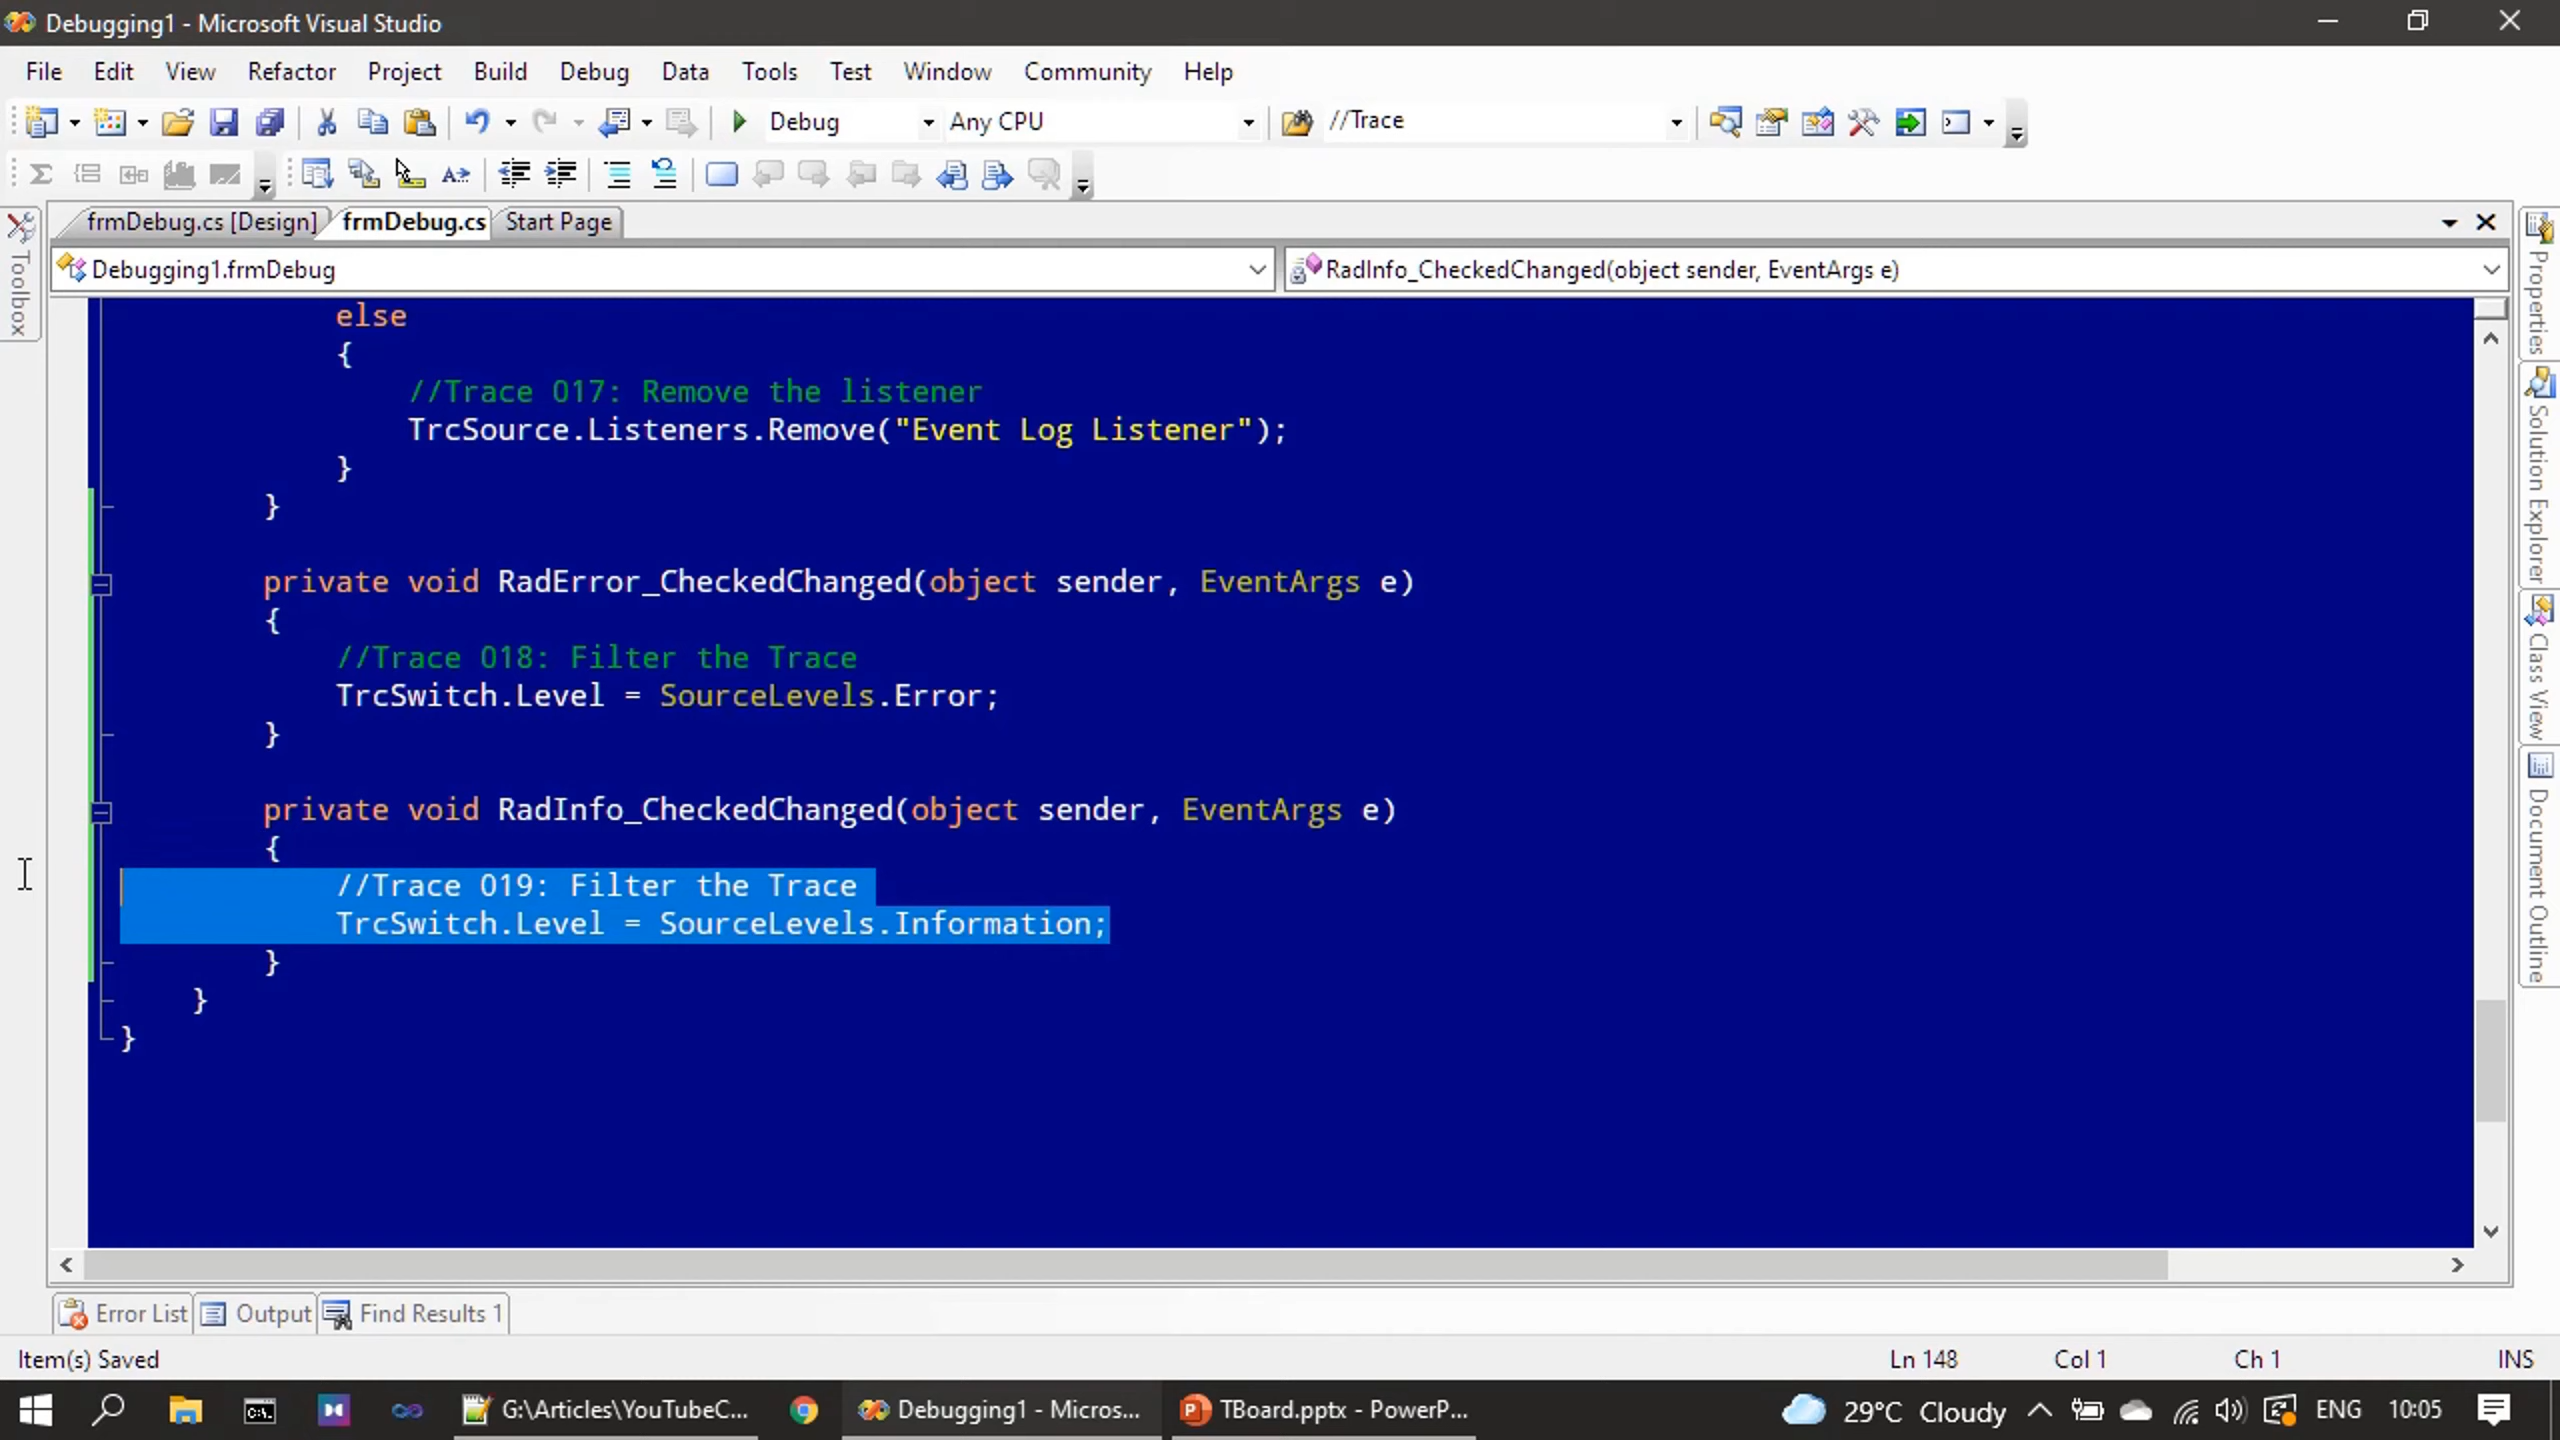 Debugging1 - Microsoft Visual Studio
File Edit View Refactor Project Build Debug Data Tools Test Window Community Help
Debug Any CPU //Trace
frmDebug.cs [Design] frmDebug.cs Start Page
Debugging1.frmDebug RadInfo_CheckedChanged(object sender, EventArgs e)
else
{
//Trace 017: Remove the listener
TrcSource.Listeners.Remove("Event Log Listener");
}
}
private void RadError_CheckedChanged(object sender, EventArgs e)
{
//Trace 018: Filter the Trace
TrcSwitch.Level = SourceLevels.Error;
}
private void RadInfo_CheckedChanged(object sender, EventArgs e)
{
//Trace 019: Filter the Trace
TrcSwitch.Level = SourceLevels.Information;
}
}
}
Toolbox
Properties
Solution Explorer
Class View
Document Outline
Error List Output Find Results 1
Item(s) Saved Ln 148 Col 1 Ch 1 INS
G:\Articles\YouTubeC... Debugging1 - Micros... TBoard.pptx - PowerP... 29°C Cloudy ENG 10:05